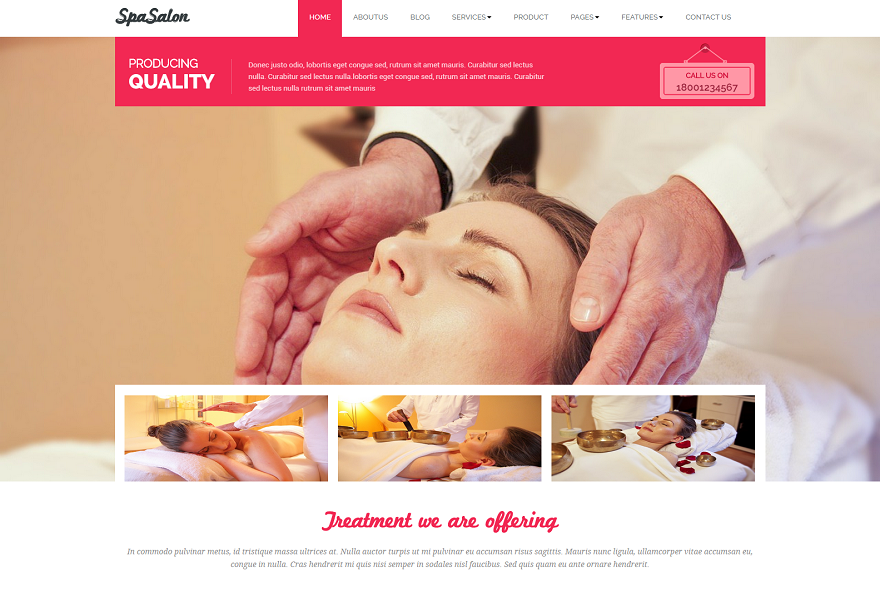 SpaSalon
HOME ABOUTUS BLOG SERVICES PRODUCT PAGES FEATURES CONTACT US
PRODUCING
QUALITY
Donec justo odio, lobortis eget congue sed, rutrum sit amet mauris. Curabitur sed lectus
nulla. Curabitur sed lectus nulla.lobortis eget congue sed, rutrum sit amet mauris. Curabitur
sed lectus nulla rutrum sit amet mauris
CALL US ON
18001234567
Treatment we are offering
In commodo pulvinar metus, id tristique massa ultrices at. Nulla auctor turpis ut mi pulvinar eu accumsan risus sagittis. Mauris nunc ligula, ullamcorper vitae accumsan eu,
congue in nulla. Cras hendrerit mi quis nisi semper in sodales nisl faucibus. Sed quis quam eu ante ornare hendrerit.